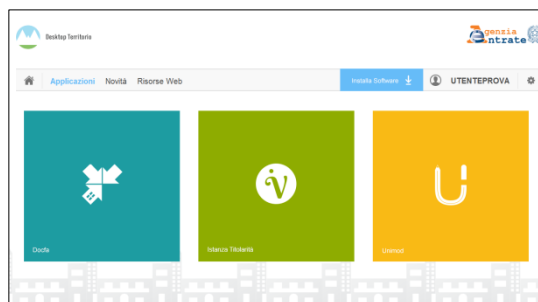 Desktop Territorio
Agenzia
Entrate
Applicazioni Novità Risorse Web Installa Software UTENTEPROVA
Docfa Istanza Titolarità Unimod